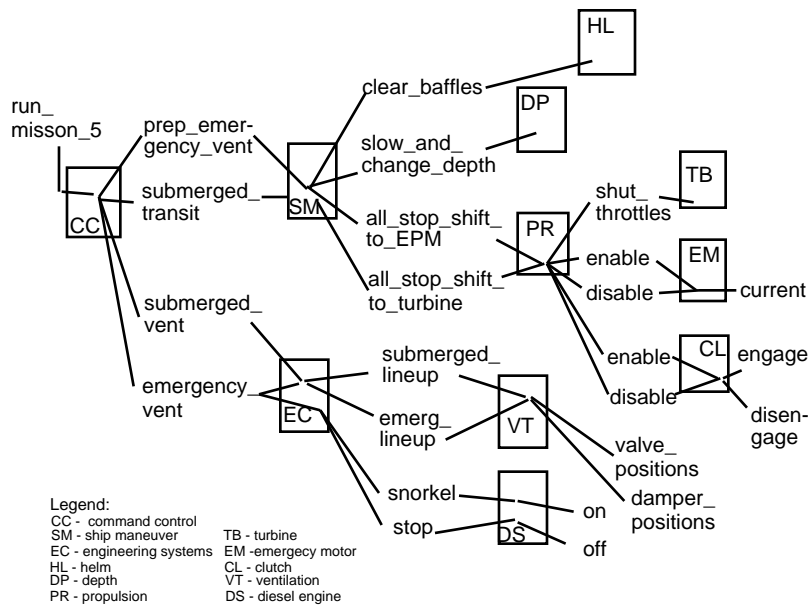 HL
clear_baffles
DP
run_
misson_5
prep_emer-
gency_vent
slow_and_
change_depth
submerged_
transit
SM
CC
shut_
throttles
TB
all_stop_shift_
to_EPM
PR
enable
EM
all_stop_shift_
to_turbine
disable
current
submerged_
vent
submerged_
lineup
enable
CL
engage
emergency_
vent
EC
emerg_
lineup
disable
VT
disen-
gage
valve_
positions
snorkel
on
damper_
positions
stop
DS
off
Legend:
CC - command control
SM - ship maneuver
EC - engineering systems
HL - helm
DP - depth
PR - propulsion
TB - turbine
EM -emergecy motor
CL - clutch
VT - ventilation
DS - diesel engine